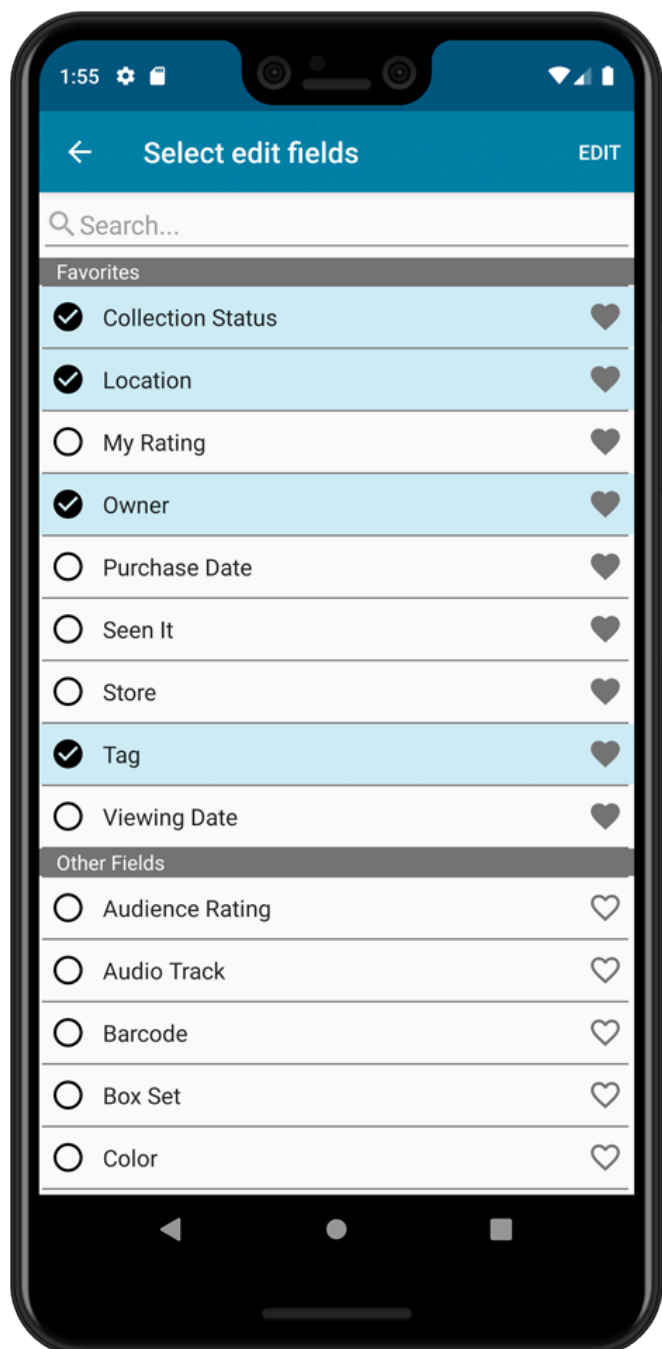 1:55
Select edit fields
EDIT
Search...
Favorites
Collection Status
Location
My Rating
Owner
Purchase Date
Seen It
Store
Tag
Viewing Date
Other Fields
Audience Rating
Audio Track
Barcode
Box Set
Color